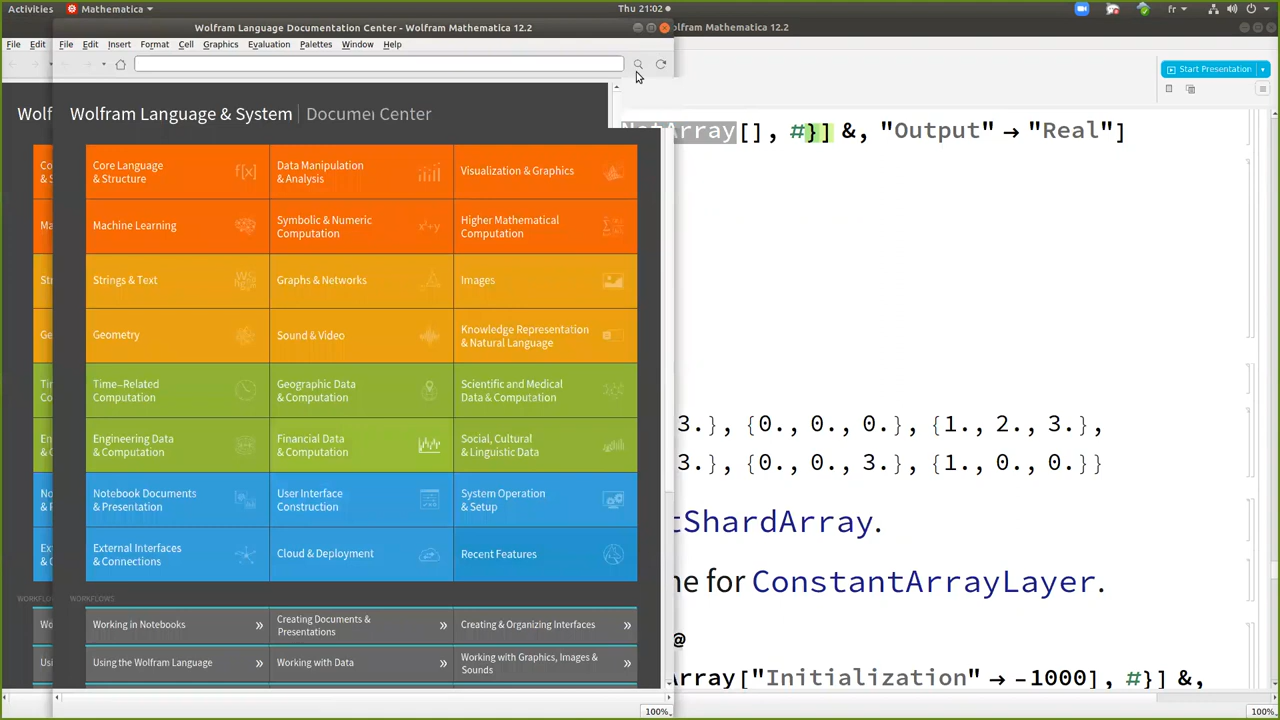 Activities Mathematica Thu 21:02 fr
Wolfram Language Documentation Center - Wolfram Mathematica 12.2
olfram Mathematica 12.2
File Edit
File Edit Insert Format Cell Graphics Evaluation Palettes Window Help
Start Presentation
Wolf
Wolfram Language & System | Documei Center
Array[], #}] &, "Output" → "Real"]
Core Language
& Structure
Data Manipulation
& Analysis
Visualization & Graphics
Machine Learning
Symbolic & Numeric
Computation
Higher Mathematical
Computation
Strings & Text
Graphs & Networks
Images
Geometry
Sound & Video
Knowledge Representation
& Natural Language
Time–Related
Computation
Geographic Data
& Computation
Scientific and Medical
Data & Computation
Engineering Data
& Computation
Financial Data
& Computation
Social, Cultural
& Linguistic Data
Notebook Documents
& Presentation
User Interface
Construction
System Operation
& Setup
External Interfaces
& Connections
Cloud & Deployment
Recent Features
WORKFLOWS
Working in Notebooks »
Creating Documents &
Presentations »
Creating & Organizing Interfaces »
Using the Wolfram Language »
Working with Data »
Working with Graphics, Images &
Sounds »
3.}, {0., 0., 0.}, {1., 2., 3.},
3.}, {0., 0., 3.}, {1., 0., 0.}}
tShardArray.
ne for ConstantArrayLayer.
@
Array["Initialization" → -1000], #}] &,
100%
100%